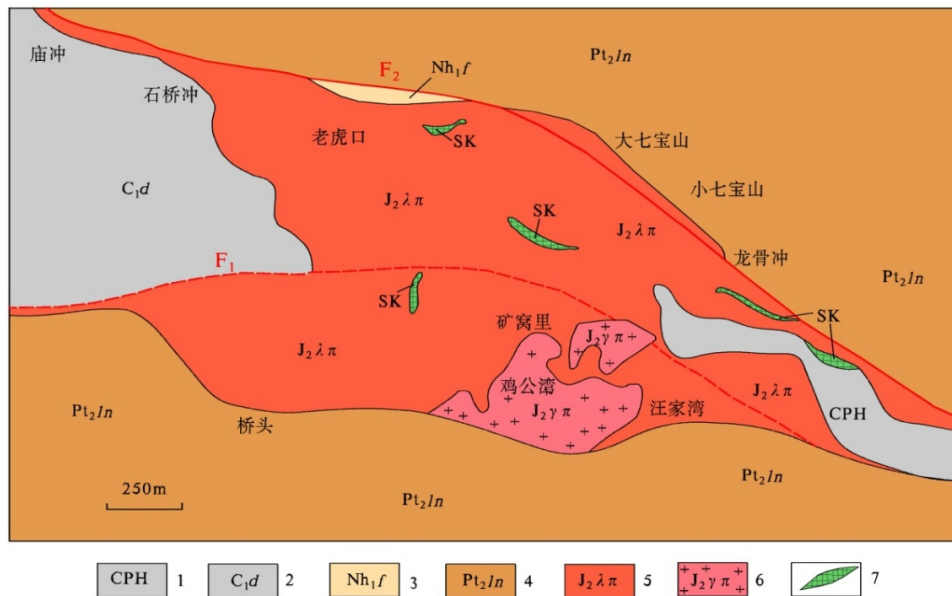 庙冲
F₂
Nh₁f
Pt₂ln
石桥冲
老虎口
SK
大七宝山
小七宝山
C₁d
J₂λπ
SK
J₂λπ
龙骨冲
F₁
SK
Pt₂ln
SK
矿窝里
J₂γπ
J₂λπ
鸡公湾
J₂λπ
Pt₂ln
桥头
J₂γπ
汪家湾
CPH
250m
Pt₂ln
Pt₂ln
CPH 1 C₁d 2 Nh₁f 3 Pt₂ln 4 J₂λπ 5 J₂γπ 6 7